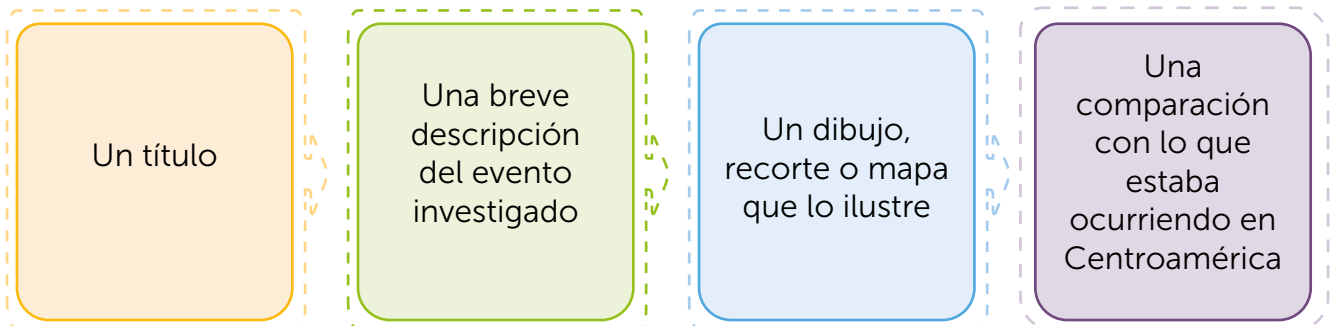 Un título
Una breve
descripción
del evento
investigado
Un dibujo,
recorte o mapa
que lo ilustre
Una
comparación
con lo que
estaba
ocurriendo en
Centroamérica